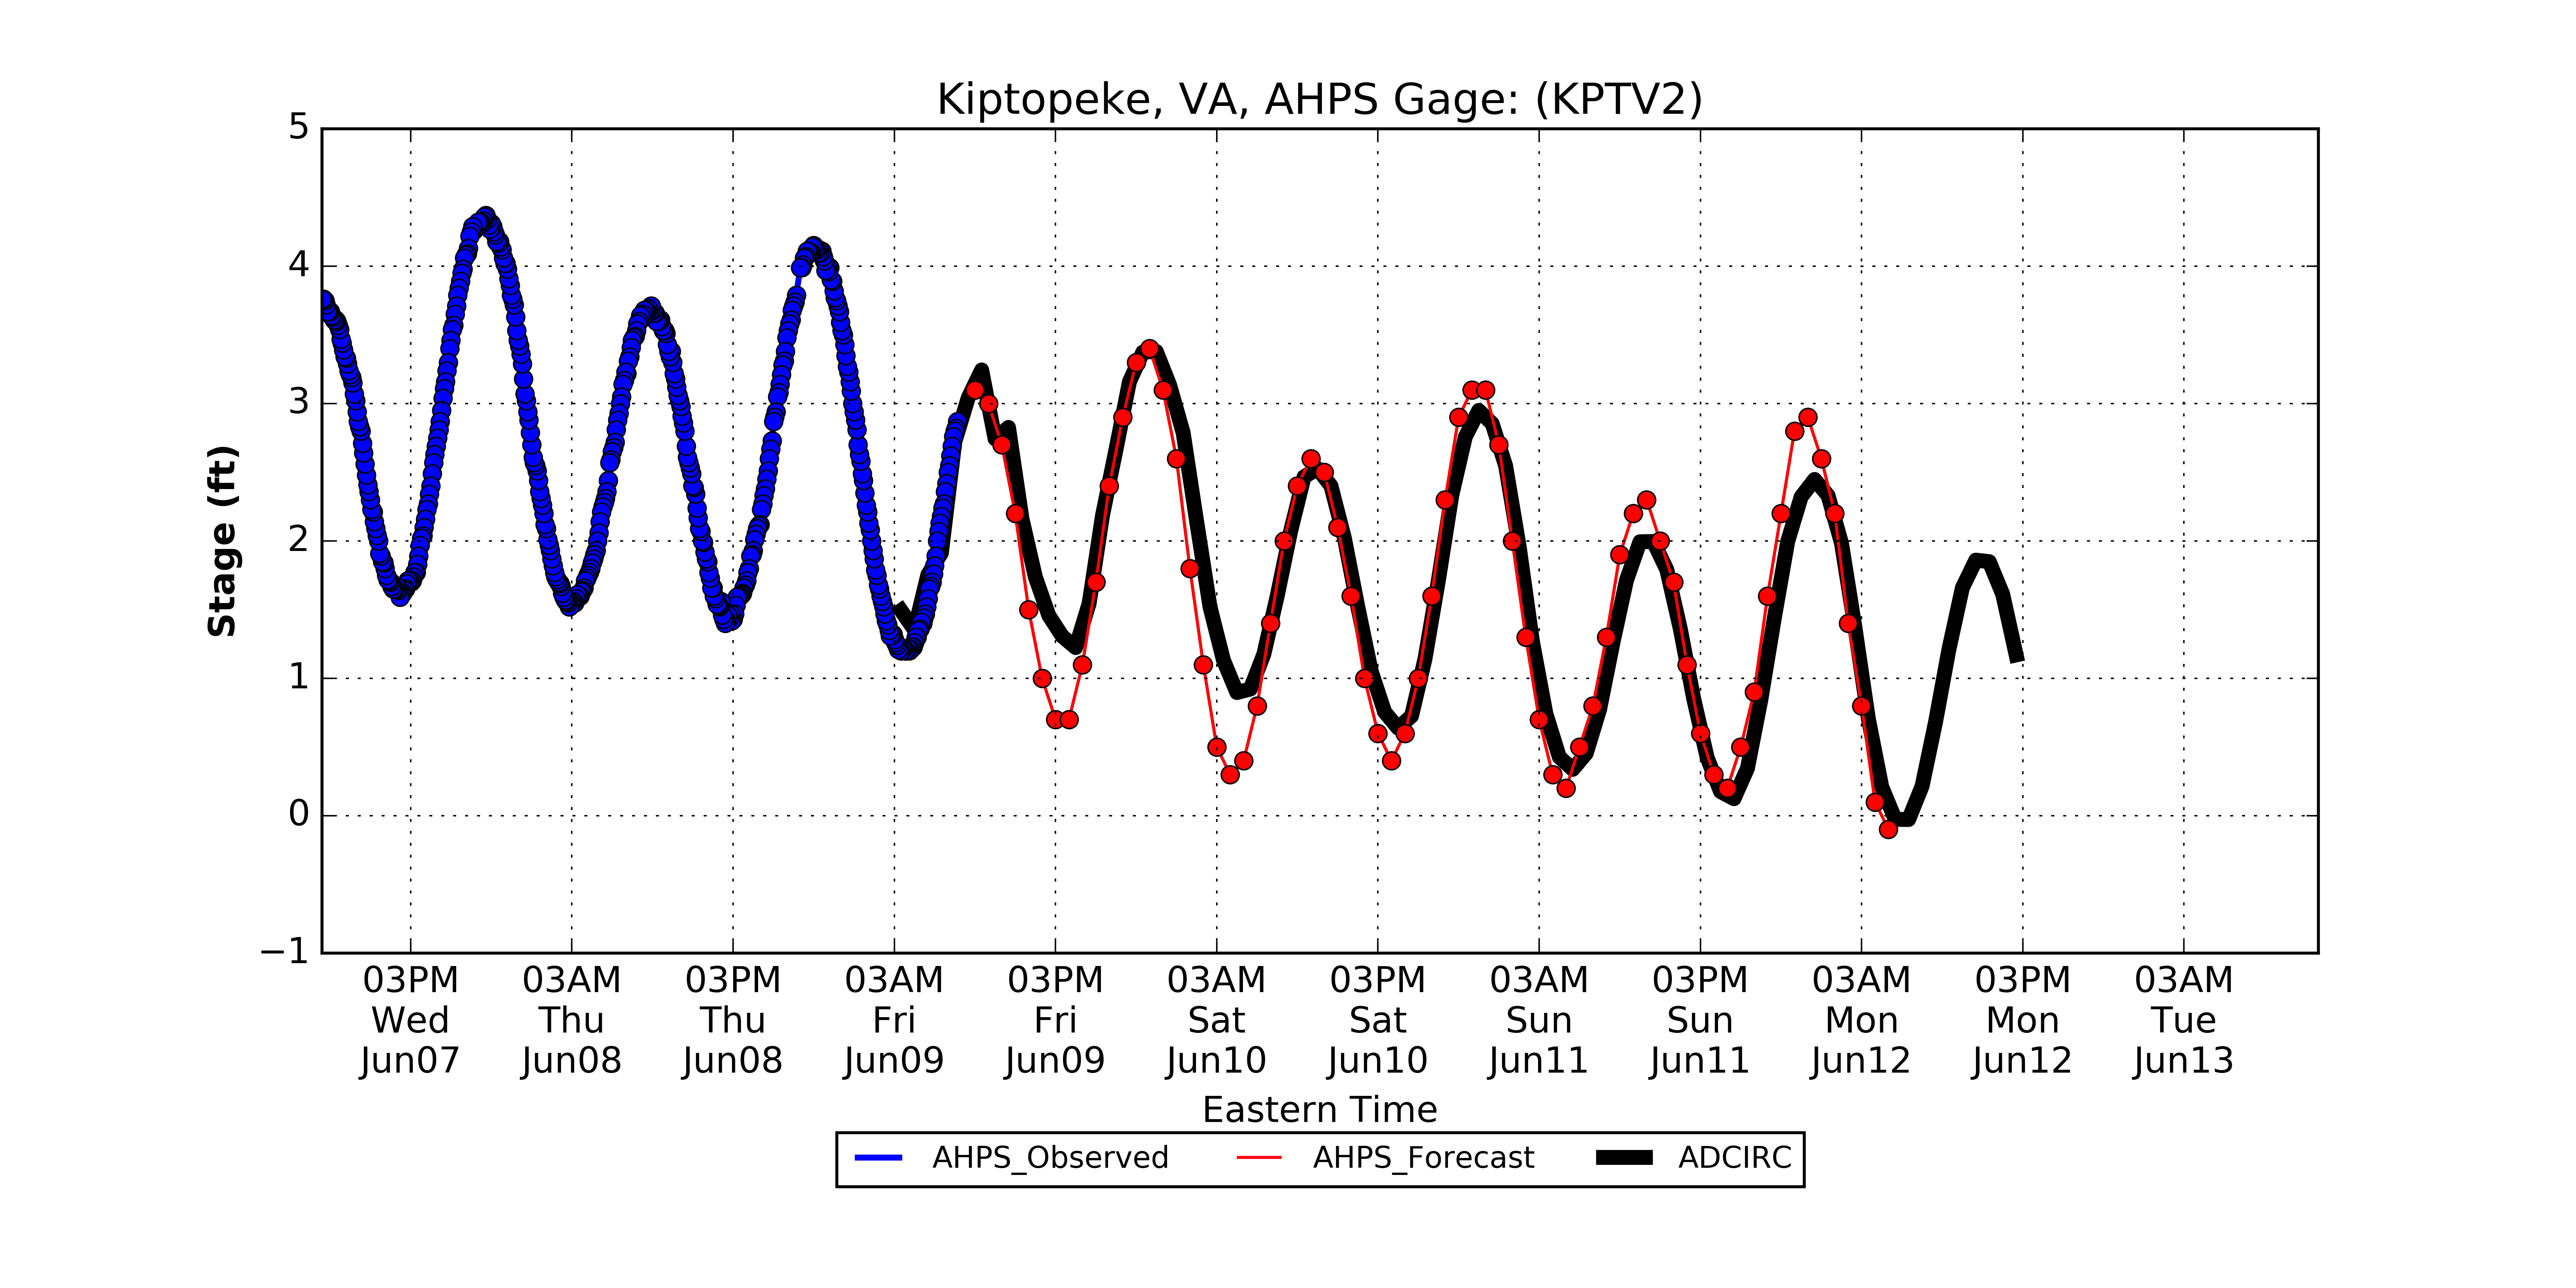 Kiptopeke, VA, AHPS Gage: (KPTV2)
5
4
3
2
1
0
−1
Stage (ft)
03PM 03AM 03PM 03AM 03PM 03AM 03PM 03AM 03PM 03AM 03PM 03AM
Wed Thu Thu Fri Fri Sat Sat Sun Sun Mon Mon Tue
Jun07 Jun08 Jun08 Jun09 Jun09 Jun10 Jun10 Jun11 Jun11 Jun12 Jun12 Jun13
Eastern Time
AHPS_Observed AHPS_Forecast ADCIRC